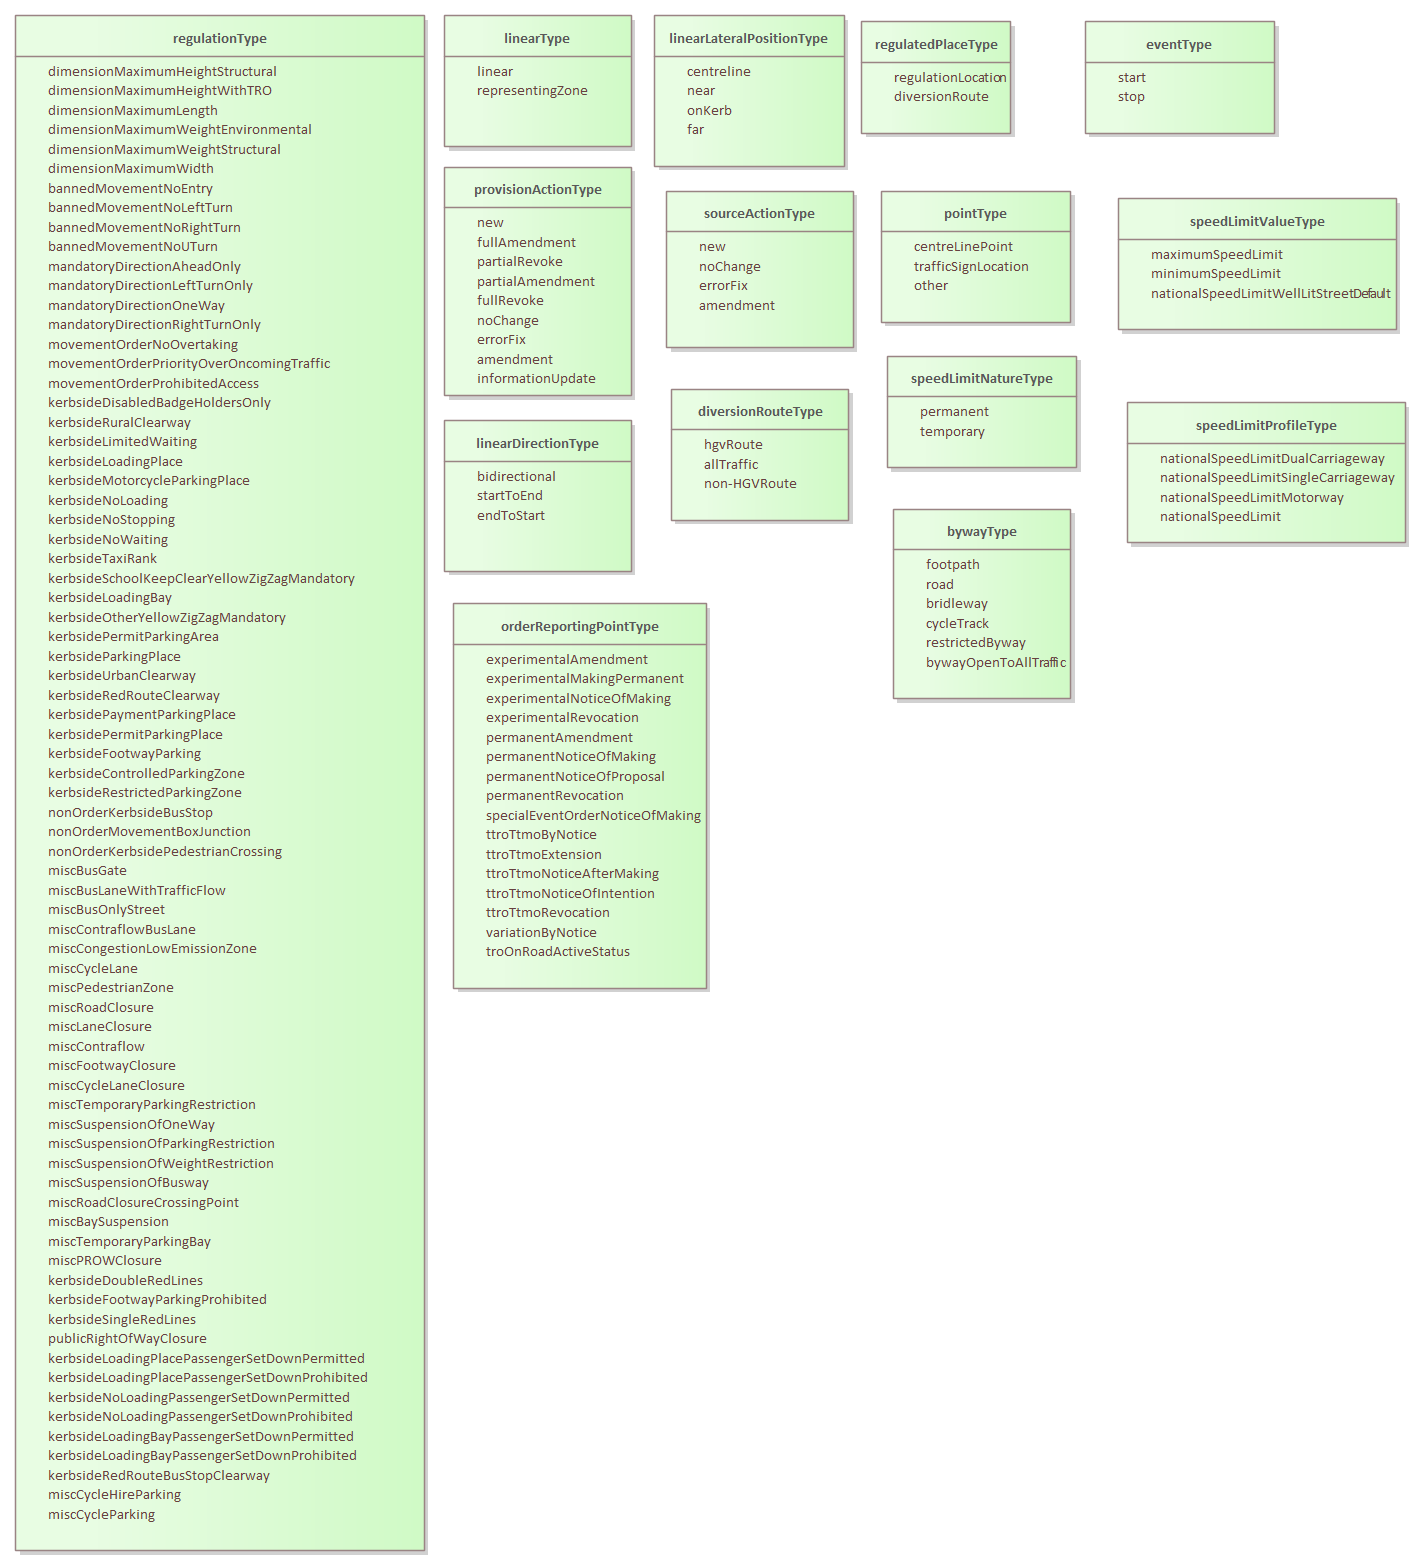 regulationType
dimensionMaximumHeightStructural
dimensionMaximumHeightWithTRO
dimensionMaximumLength
dimensionMaximumWeightEnvironmental
dimensionMaximumWeightStructural
dimensionMaximumWidth
bannedMovementNoEntry
bannedMovementNoLeftTurn
bannedMovementNoRightTurn
bannedMovementNoUTurn
mandatoryDirectionAheadOnly
mandatoryDirectionLeftTurnOnly
mandatoryDirectionOneWay
mandatoryDirectionRightTurnOnly
movementOrderNoOvertaking
movementOrderPriorityOverOncomingTraffic
movementOrderProhibitedAccess
kerbsideDisabledBadgeHoldersOnly
kerbsideRuralClearway
kerbsideLimitedWaiting
kerbsideLoadingPlace
kerbsideMotorcycleParkingPlace
kerbsideNoLoading
kerbsideNoStopping
kerbsideNoWaiting
kerbsideTaxiRank
kerbsideSchoolKeepClearYellowZigZagMandatory
kerbsideLoadingBay
kerbsideOtherYellowZigZagMandatory
kerbsidePermitParkingArea
kerbsideParkingPlace
kerbsideUrbanClearway
kerbsideRedRouteClearway
kerbsidePaymentParkingPlace
kerbsidePermitParkingPlace
kerbsideFootwayParking
kerbsideControlledParkingZone
kerbsideRestrictedParkingZone
nonOrderKerbsideBusStop
nonOrderMovementBoxJunction
nonOrderKerbsidePedestrianCrossing
miscBusGate
miscBusLaneWithTrafficFlow
miscBusOnlyStreet
miscContraflowBusLane
miscCongestionLowEmissionZone
miscCycleLane
miscPedestrianZone
miscRoadClosure
miscLaneClosure
miscContraflow
miscFootwayClosure
miscCycleLaneClosure
miscTemporaryParkingRestriction
miscSuspensionOfOneWay
miscSuspensionOfParkingRestriction
miscSuspensionOfWeightRestriction
miscSuspensionOfBusway
miscRoadClosureCrossingPoint
miscBaySuspension
miscTemporaryParkingBay
miscPROWClosure
kerbsideDoubleRedLines
kerbsideFootwayParkingProhibited
kerbsideSingleRedLines
publicRightOfWayClosure
kerbsideLoadingPlacePassengerSetDownPermitted
kerbsideLoadingPlacePassengerSetDownProhibited
kerbsideNoLoadingPassengerSetDownPermitted
kerbsideNoLoadingPassengerSetDownProhibited
kerbsideLoadingBayPassengerSetDownPermitted
kerbsideLoadingBayPassengerSetDownProhibited
kerbsideRedRouteBusStopClearway
miscCycleHireParking
miscCycleParking
linearType
linear
representingZone
provisionActionType
new
fullAmendment
partialRevoke
partialAmendment
fullRevoke
noChange
errorFix
amendment
informationUpdate
linearDirectionType
bidirectional
startToEnd
endToStart
orderReportingPointType
experimentalAmendment
experimentalMakingPermanent
experimentalNoticeOfMaking
experimentalRevocation
permanentAmendment
permanentNoticeOfMaking
permanentNoticeOfProposal
permanentRevocation
specialEventOrderNoticeOfMaking
ttroTtmoByNotice
ttroTtmoExtension
ttroTtmoNoticeAfterMaking
ttroTtmoNoticeOfIntention
ttroTtmoRevocation
variationByNotice
troOnRoadActiveStatus
linearLateralPositionType
centreline
near
onKerb
far
sourceActionType
new
noChange
errorFix
amendment
diversionRouteType
hgvRoute
allTraffic
non-HGVRoute
regulatedPlaceType
regulationLocation
diversionRoute
pointType
centreLinePoint
trafficSignLocation
other
speedLimitNatureType
permanent
temporary
bywayType
footpath
road
bridleway
cycleTrack
restrictedByway
bywayOpenToAllTraffic
eventType
start
stop
speedLimitValueType
maximumSpeedLimit
minimumSpeedLimit
nationalSpeedLimitWellLitStreetDefault
speedLimitProfileType
nationalSpeedLimitDualCarriageway
nationalSpeedLimitSingleCarriageway
nationalSpeedLimitMotorway
nationalSpeedLimit